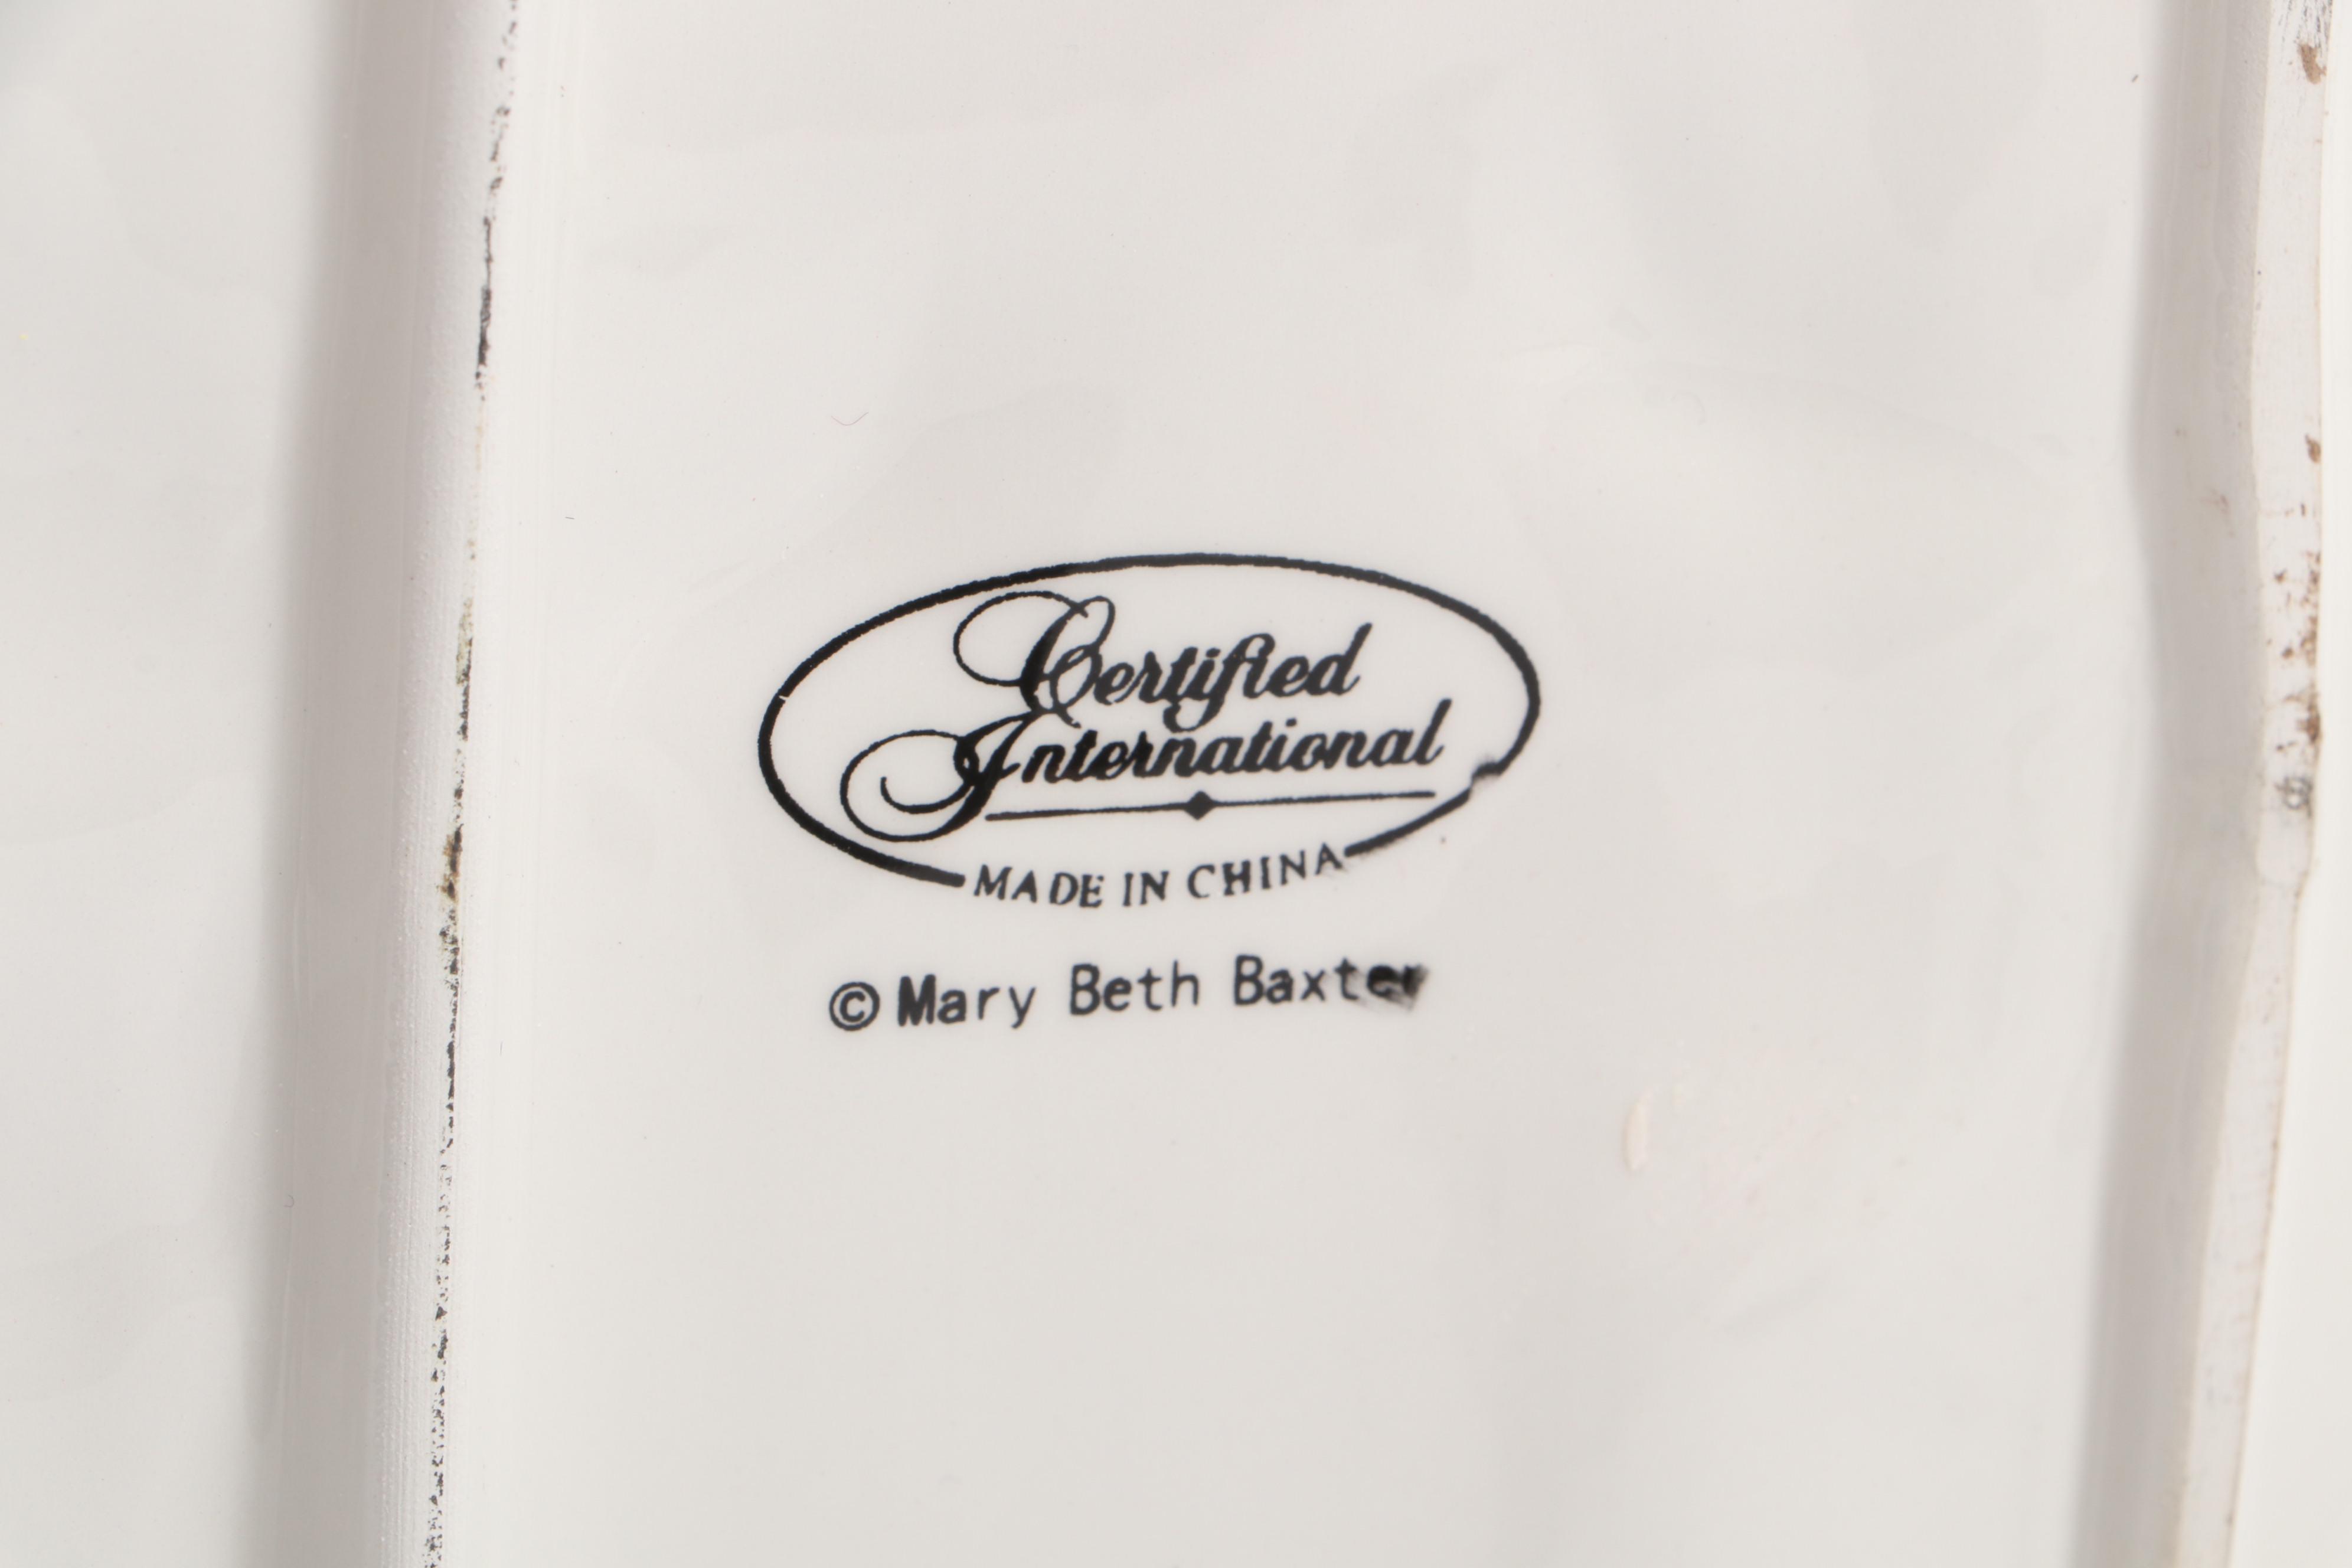 Certified
International
MADE IN CHINA
© Mary Beth Baxter